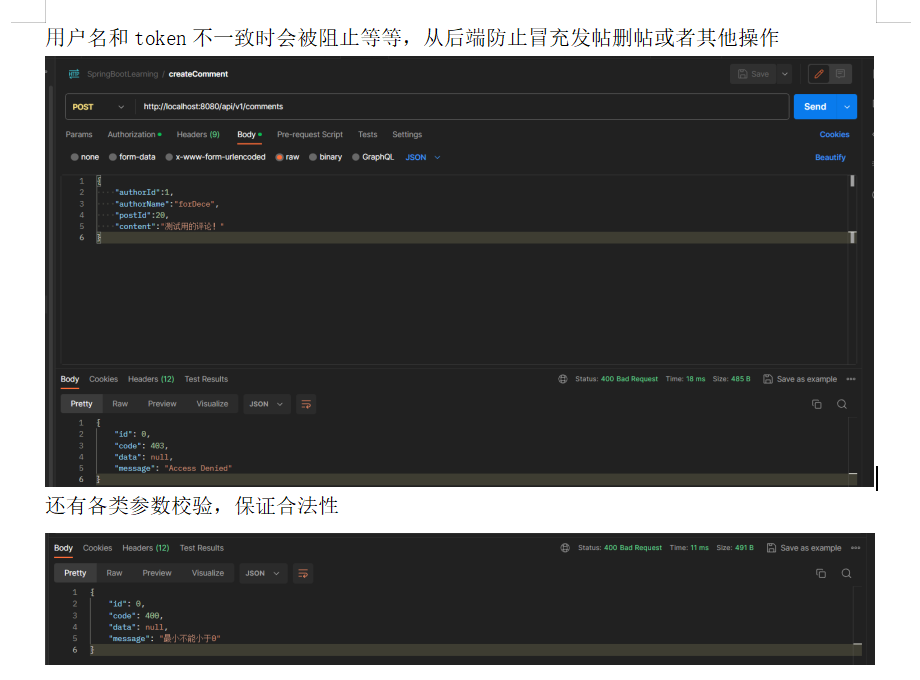 用户名和 token 不一致时会被阻止等等，从后端防止冒充发帖删帖或者其他操作
SpringBootLearning / createComment
Save
POST http://localhost:8080/api/v1/comments Send
Params Authorization Headers (9) Body Pre-request Script Tests Settings Cookies
none form-data x-www-form-urlencoded raw binary GraphQL JSON Beautify
1 {
2 "authorId":1,
3 "authorName":"forDece",
4 "postId":20,
5 "content":"测试用的评论！"
6 }
Body Cookies Headers (12) Test Results Status: 400 Bad Request Time: 18 ms Size: 485 B Save as example
Pretty Raw Preview Visualize JSON
1 {
2 "id": 0,
3 "code": 403,
4 "data": null,
5 "message": "Access Denied"
6 }
还有各类参数校验，保证合法性
Body Cookies Headers (12) Test Results Status: 400 Bad Request Time: 11 ms Size: 491 B Save as example
Pretty Raw Preview Visualize JSON
1 {
2 "id": 0,
3 "code": 400,
4 "data": null,
5 "message": "最小不能小于0"
6 }